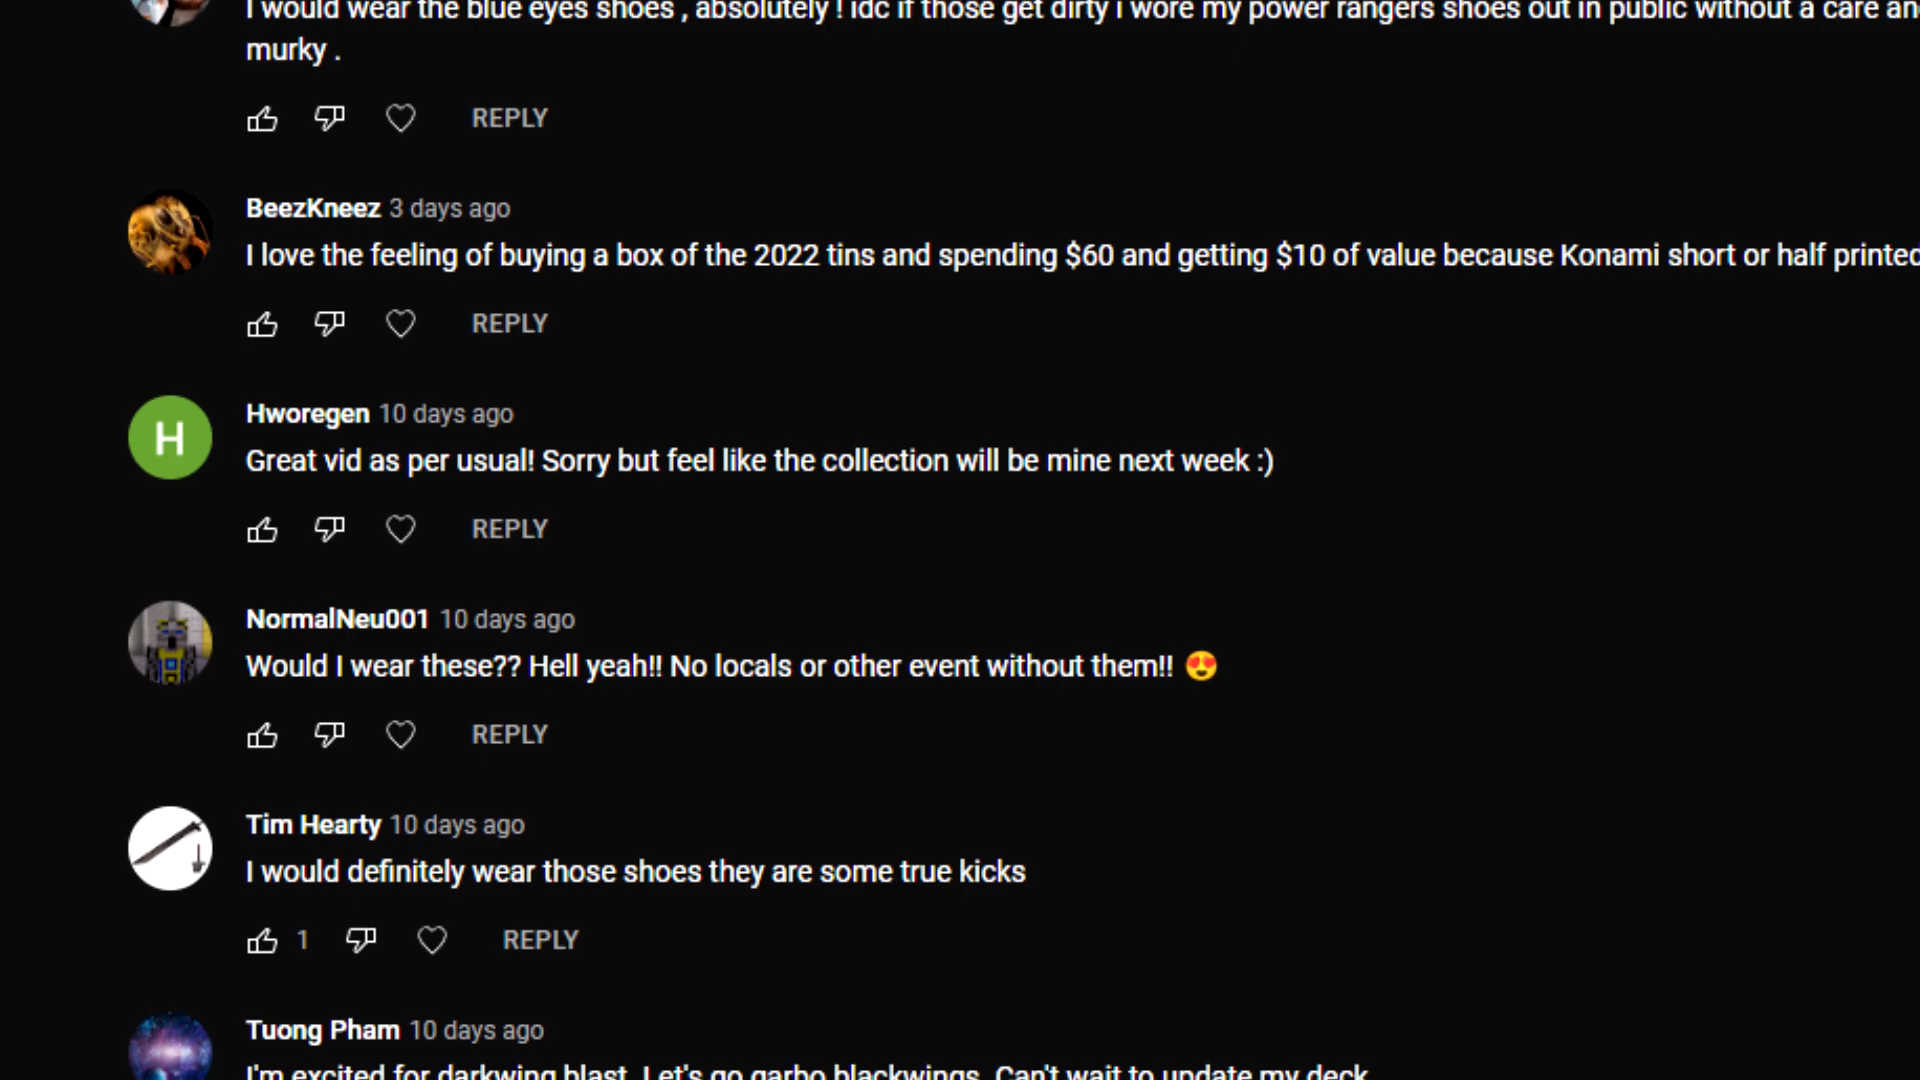 I would wear the blue eyes shoes , absolutely ! idc if those get dirty i wore my power rangers shoes out in public without a care
murky .
REPLY
BeezKneez 3 days ago
I love the feeling of buying a box of the 2022 tins and spending $60 and getting $10 of value because Konami short or half printed
REPLY
H
Hworegen 10 days ago
Great vid as per usual! Sorry but feel like the collection will be mine next week :)
REPLY
NormalNeu001 10 days ago
Would I wear these?? Hell yeah!! No locals or other event without them!! 😍
REPLY
Tim Hearty 10 days ago
I would definitely wear those shoes they are some true kicks
1 REPLY
Tuong Pham 10 days ago
I'm excited for darkwing blast. Let's go garbo blackwings. Can't wait to update my deck